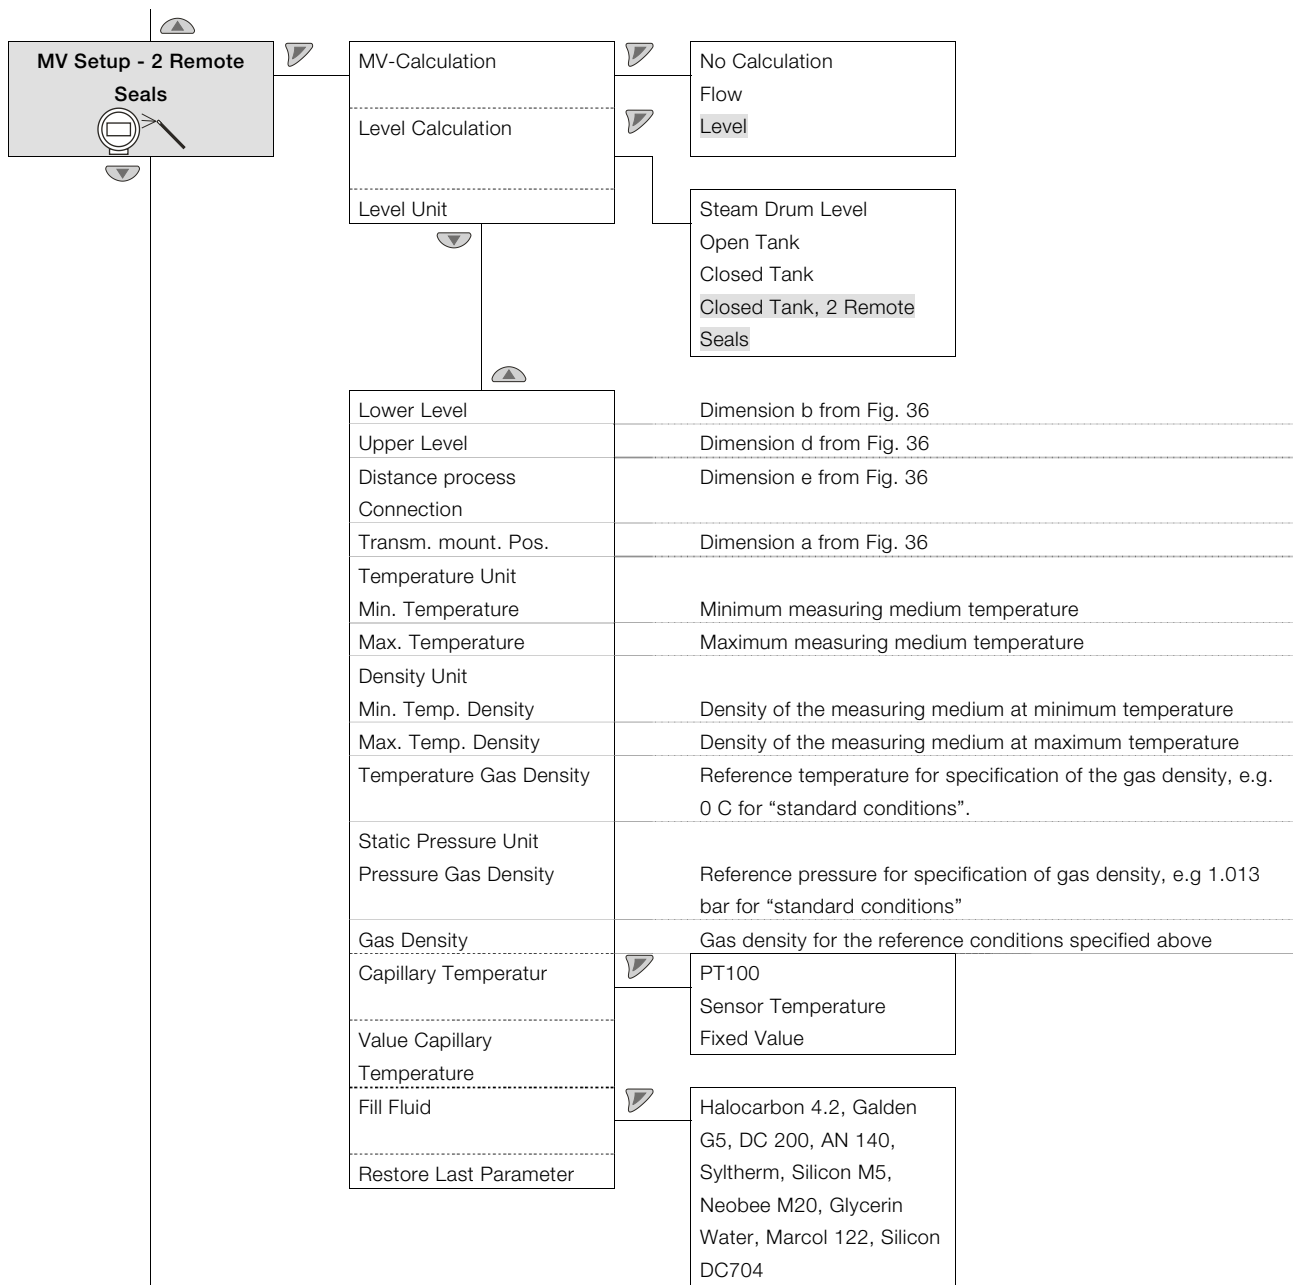 MV Setup - 2 Remote
Seals
MV-Calculation
Level Calculation
Level Unit
No Calculation
Flow
Level
Steam Drum Level
Open Tank
Closed Tank
Closed Tank, 2 Remote
Seals
Lower Level
Dimension b from Fig. 36
Upper Level
Dimension d from Fig. 36
Distance process
Connection
Dimension e from Fig. 36
Transm. mount. Pos.
Dimension a from Fig. 36
Temperature Unit
Min. Temperature
Minimum measuring medium temperature
Max. Temperature
Maximum measuring medium temperature
Density Unit
Min. Temp. Density
Density of the measuring medium at minimum temperature
Max. Temp. Density
Density of the measuring medium at maximum temperature
Temperature Gas Density
Reference temperature for specification of the gas density, e.g.
0 C for “standard conditions”.
Static Pressure Unit
Pressure Gas Density
Reference pressure for specification of gas density, e.g 1.013
bar for “standard conditions”
Gas Density
Gas density for the reference conditions specified above
Capillary Temperatur
PT100
Sensor Temperature
Fixed Value
Value Capillary
Temperature
Fill Fluid
Halocarbon 4.2, Galden
G5, DC 200, AN 140,
Syltherm, Silicon M5,
Neobee M20, Glycerin
Water, Marcol 122, Silicon
DC704
Restore Last Parameter